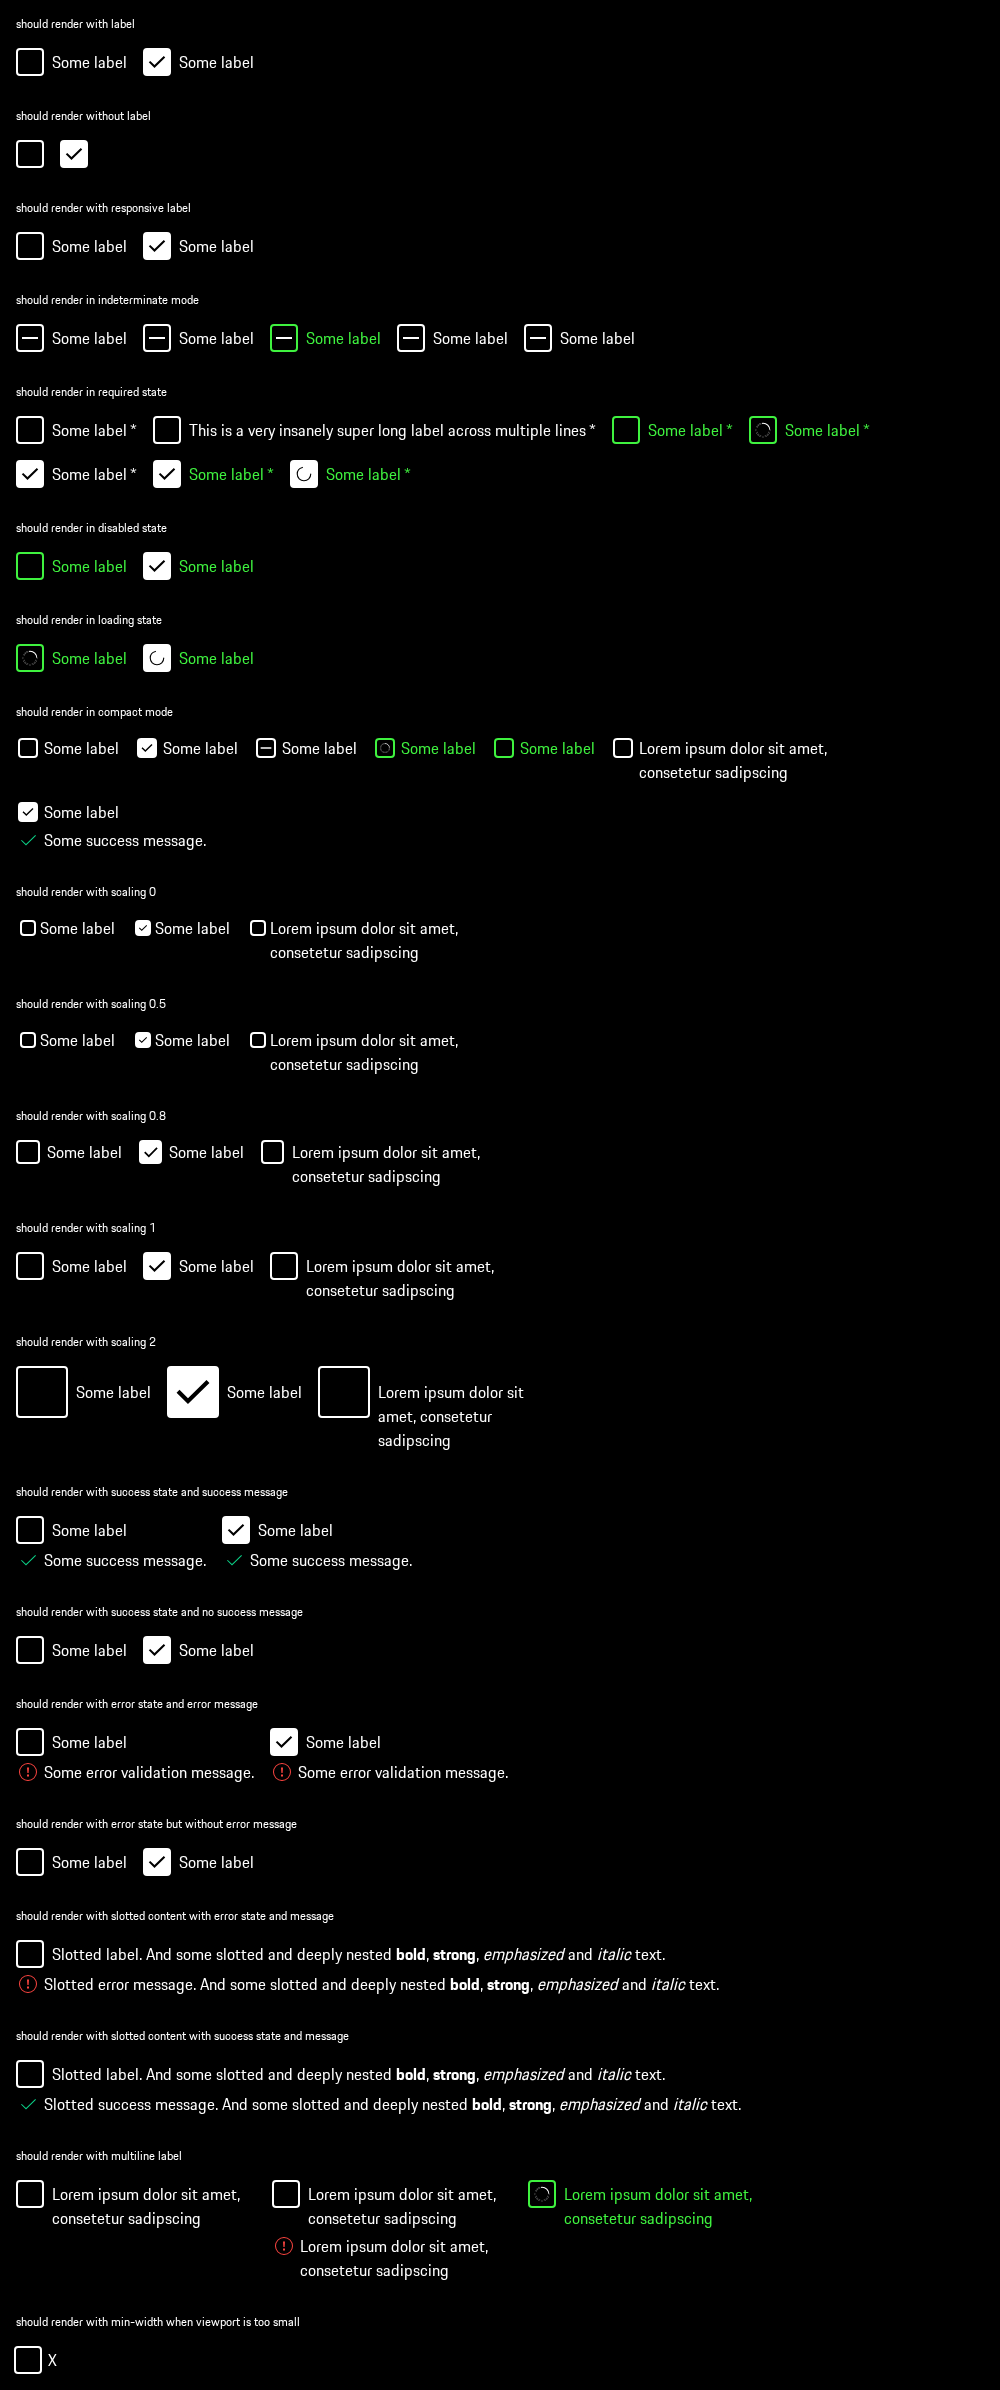 should render with label
Some label Some label
should render without label
should render with responsive label
Some label Some label
should render in indeterminate mode
Some label Some label Some label Some label Some label
should render in required state
Some label * This is a very insanely super long label across multiple lines * Some label * Some label *
Some label * Some label * Some label *
should render in disabled state
Some label Some label
should render in loading state
Some label Some label
should render in compact mode
Some label Some label Some label Some label Some label Lorem ipsum dolor sit amet,
consetetur sadipscing
Some label
Some success message.
should render with scaling 0
Some label Some label Lorem ipsum dolor sit amet,
consetetur sadipscing
should render with scaling 0.5
Some label Some label Lorem ipsum dolor sit amet,
consetetur sadipscing
should render with scaling 0.8
Some label Some label Lorem ipsum dolor sit amet,
consetetur sadipscing
should render with scaling 1
Some label Some label Lorem ipsum dolor sit amet,
consetetur sadipscing
should render with scaling 2
Some label Some label Lorem ipsum dolor sit
amet, consetetur
sadipscing
should render with success state and success message
Some label Some label
Some success message. Some success message.
should render with success state and no success message
Some label Some label
should render with error state and error message
Some label Some label
Some error validation message. Some error validation message.
should render with error state but without error message
Some label Some label
should render with slotted content with error state and message
Slotted label. And some slotted and deeply nested bold, strong, emphasized and italic text.
Slotted error message. And some slotted and deeply nested bold, strong, emphasized and italic text.
should render with slotted content with success state and message
Slotted label. And some slotted and deeply nested bold, strong, emphasized and italic text.
Slotted success message. And some slotted and deeply nested bold, strong, emphasized and italic text.
should render with multiline label
Lorem ipsum dolor sit amet, Lorem ipsum dolor sit amet, Lorem ipsum dolor sit amet,
consetetur sadipscing consetetur sadipscing consetetur sadipscing
Lorem ipsum dolor sit amet,
consetetur sadipscing
should render with min-width when viewport is too small
X